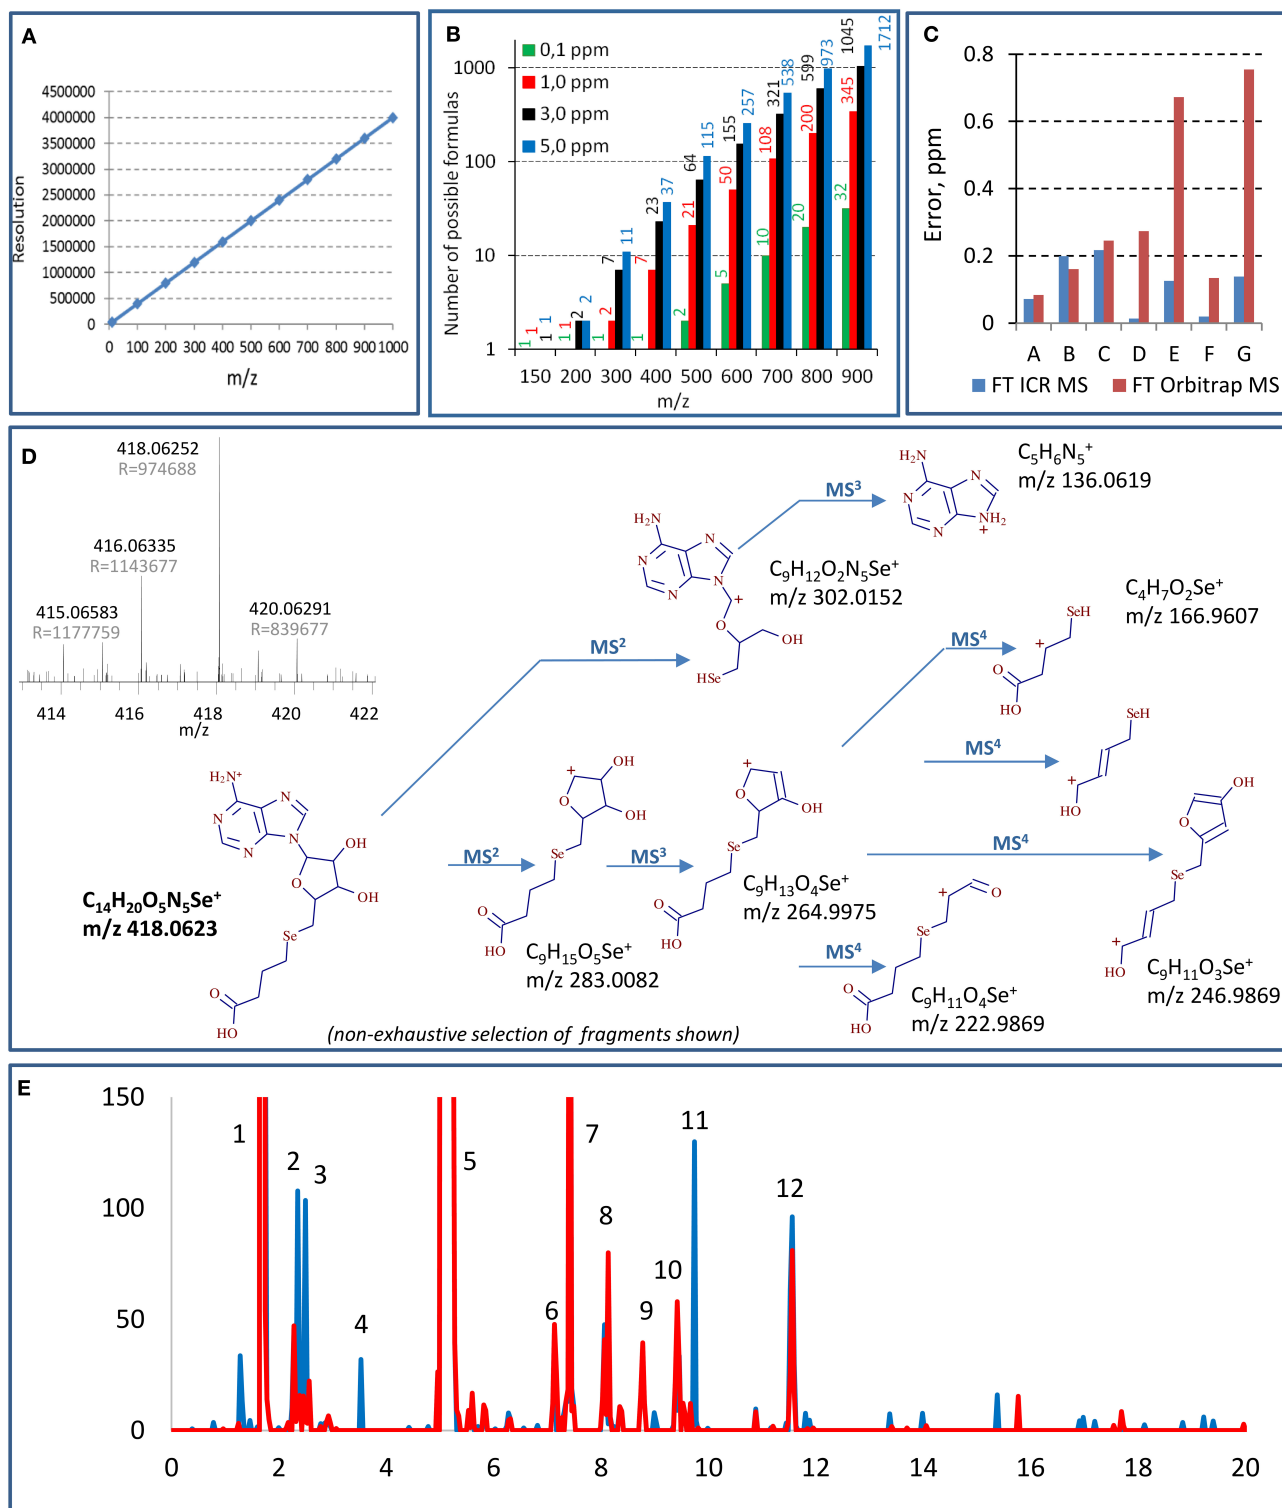 A
Resolution
4500000
4000000
3500000
3000000
2500000
2000000
1500000
1000000
500000
0
0 100 200 300 400 500 600 700 800 900 1000
m/z
B
0,1 ppm
1,0 ppm
3,0 ppm
5,0 ppm
Number of possible formulas
1000
100
10
1
1 1 1 1
1 1 2 2
1 2 7 11
1 7 23 37
2 21 64 115
5 50 155 257
10 108 321 538
20 200 599 973
32 345 1045 1712
150 200 300 400 500 600 700 800 900
m/z
C
Error, ppm
0.8
0.6
0.4
0.2
0
A B C D E F G
FT ICR MS FT Orbitrap MS
D
418.06252
R=974688
416.06335
R=1143677
415.06583
R=1177759
420.06291
R=839677
414 416 418 420 422
m/z
H₂N⁺
N
N
N
N
N
O
OH
OH
Se
O
HO
C₁₄H₂₀O₅N₅Se⁺
m/z 418.0623
MS²
H₂N
N
N
N
N
N
+
O
OH
HSe
C₉H₁₂O₂N₅Se⁺
m/z 302.0152
MS³
H₂N
N
N
N
N
NH₂
+
C₅H₆N₅⁺
m/z 136.0619
MS²
+
OH
O
OH
Se
O
HO
C₉H₁₅O₅Se⁺
m/z 283.0082
MS³
+
O
OH
Se
O
HO
C₉H₁₃O₄Se⁺
m/z 264.9975
MS⁴
C₄H₇O₂Se⁺
m/z 166.9607
SeH
+
O
HO
MS⁴
SeH
+
HO
MS⁴
OH
O
Se
+
HO
C₉H₁₁O₃Se⁺
m/z 246.9869
MS⁴
+
O
Se
O
HO
C₉H₁₁O₄Se⁺
m/z 222.9869
(non-exhaustive selection of fragments shown)
E
150
100
50
0
1
2
3
4
5
6
7
8
9
10
11
12
0 2 4 6 8 10 12 14 16 18 20